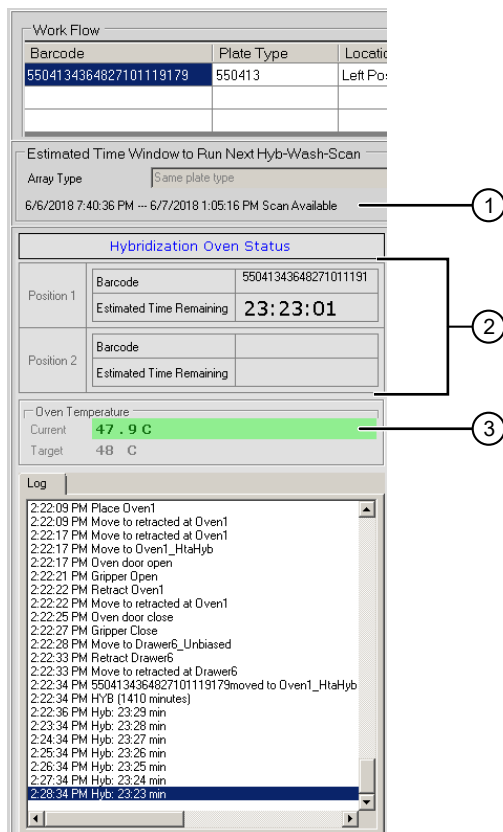 Work Flow
Barcode Plate Type
5504134364827101119179 550413
Estimated Time Window to Run Next Hyb-Wash-Scan
Array Type Same plate type
6/6/2018 7:40:36 PM --- 6/7/2018 1:05:16 PM Scan Available
1
Hybridization Oven Status
2
Position 1
Barcode 55041343648271011191
Estimated Time Remaining 23:23:01
Position 2
Barcode
Estimated Time Remaining
Oven Temperature
Current 47.9 C
3
Target 48 C
Log
2:22:09 PM Place Oven1
2:22:09 PM Move to retracted at Oven1
2:22:17 PM Move to retracted at Oven1
2:22:17 PM Move to Oven1_HtaHyb
2:22:17 PM Oven door open
2:22:21 PM Gripper Open
2:22:22 PM Retract Oven1
2:22:22 PM Move to retracted at Oven1
2:22:25 PM Oven door close
2:22:27 PM Gripper Close
2:22:28 PM Move to Drawer6_Unbiased
2:22:33 PM Retract Drawer6
2:22:33 PM Move to retracted at Drawer6
2:22:34 PM 5504134364827101119179moved to Oven1_HtaHyb
2:22:34 PM HYB (1410 minutes)
2:22:36 PM Hyb: 23:29 min
2:23:34 PM Hyb: 23:28 min
2:24:34 PM Hyb: 23:27 min
2:25:34 PM Hyb: 23:26 min
2:26:34 PM Hyb: 23:25 min
2:27:34 PM Hyb: 23:24 min
2:28:34 PM Hyb: 23:23 min